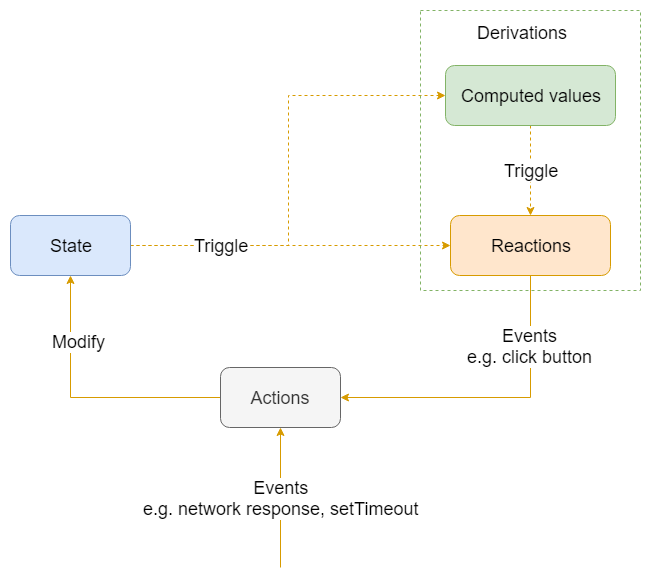 Derivations
Computed values
Triggle
State
Triggle
Reactions
Modify
Events
e.g. click button
Actions
Events
e.g. network response, setTimeout